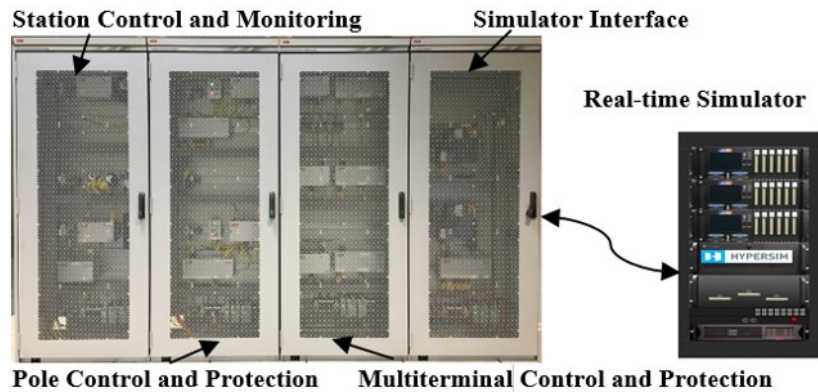 Station Control and Monitoring
Simulator Interface
Real-time Simulator
HYPERSIM
Pole Control and Protection
Multiterminal Control and Protection